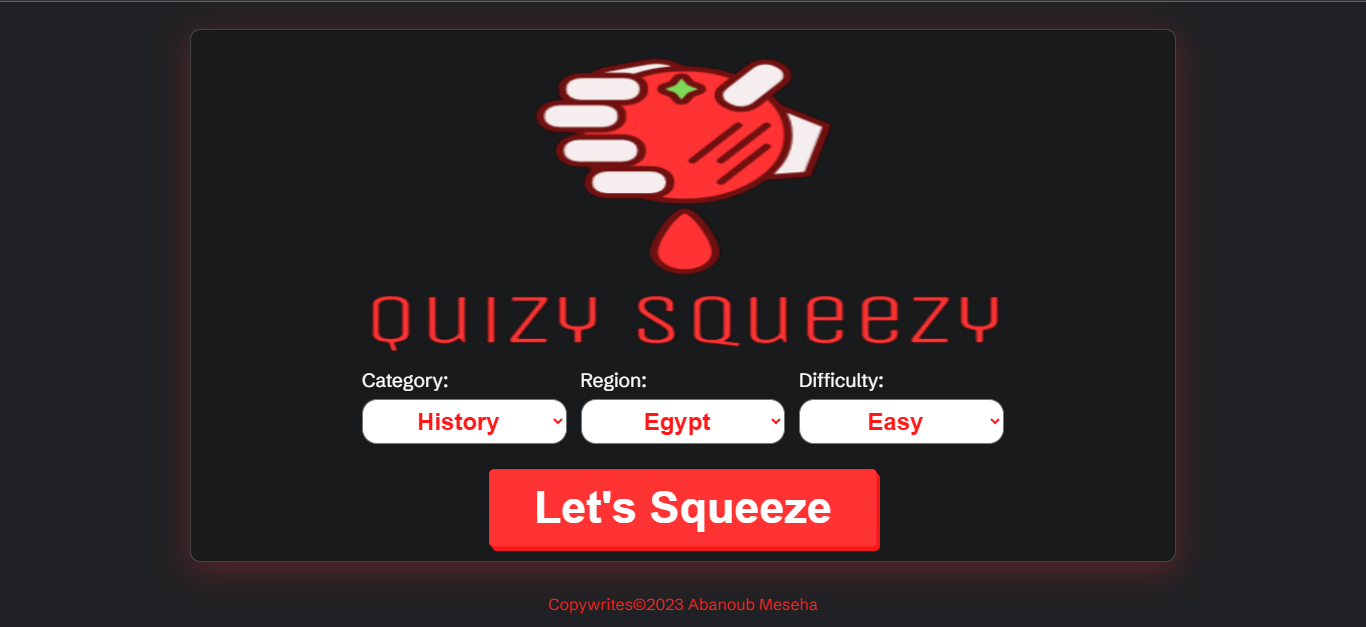 QUIZY SQUEEZY
Category: Region: Difficulty:
History Egypt Easy
Let's Squeeze
Copywrites©2023 Abanoub Meseha